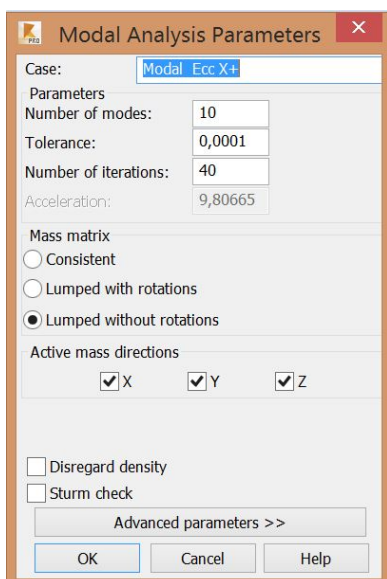 PRO Modal Analysis Parameters X
Case: Modal Ecc X+
Parameters
Number of modes: 10
Tolerance: 0,0001
Number of iterations: 40
Acceleration: 9,80665
Mass matrix
Consistent
Lumped with rotations
Lumped without rotations
Active mass directions
X Y Z
Disregard density
Sturm check
Advanced parameters >>
OK Cancel Help